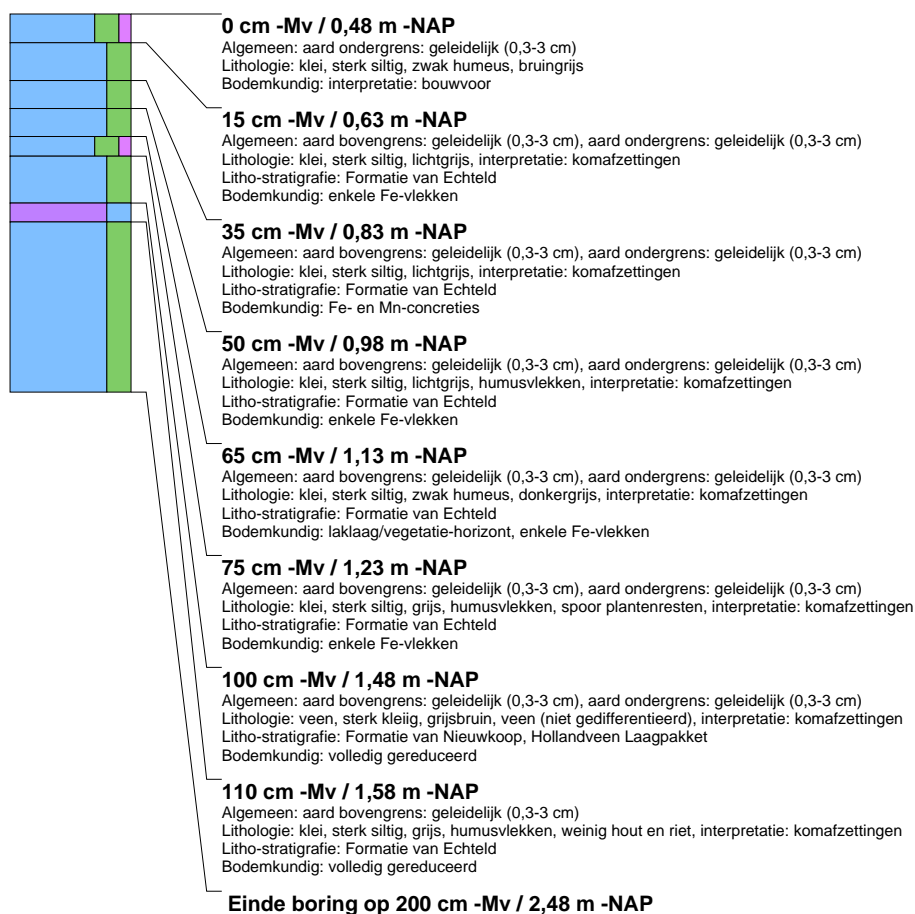 0 cm -Mv / 0,48 m -NAP
Algemeen: aard ondergrens: geleidelijk (0,3-3 cm)
Lithologie: klei, sterk siltig, zwak humeus, bruingrijs
Bodemkundig: interpretatie: bouwvoor
15 cm -Mv / 0,63 m -NAP
Algemeen: aard bovengrens: geleidelijk (0,3-3 cm), aard ondergrens: geleidelijk (0,3-3 cm)
Lithologie: klei, sterk siltig, lichtgrijs, interpretatie: komafzettingen
Litho-stratigrafie: Formatie van Echteld
Bodemkundig: enkele Fe-vlekken
35 cm -Mv / 0,83 m -NAP
Algemeen: aard bovengrens: geleidelijk (0,3-3 cm), aard ondergrens: geleidelijk (0,3-3 cm)
Lithologie: klei, sterk siltig, lichtgrijs, interpretatie: komafzettingen
Litho-stratigrafie: Formatie van Echteld
Bodemkundig: Fe- en Mn-concreties
50 cm -Mv / 0,98 m -NAP
Algemeen: aard bovengrens: geleidelijk (0,3-3 cm), aard ondergrens: geleidelijk (0,3-3 cm)
Lithologie: klei, sterk siltig, lichtgrijs, humusvlekken, interpretatie: komafzettingen
Litho-stratigrafie: Formatie van Echteld
Bodemkundig: enkele Fe-vlekken
65 cm -Mv / 1,13 m -NAP
Algemeen: aard bovengrens: geleidelijk (0,3-3 cm), aard ondergrens: geleidelijk (0,3-3 cm)
Lithologie: klei, sterk siltig, zwak humeus, donkergrijs, interpretatie: komafzettingen
Litho-stratigrafie: Formatie van Echteld
Bodemkundig: laklaag/vegetatie-horizont, enkele Fe-vlekken
75 cm -Mv / 1,23 m -NAP
Algemeen: aard bovengrens: geleidelijk (0,3-3 cm), aard ondergrens: geleidelijk (0,3-3 cm)
Lithologie: klei, sterk siltig, grijs, humusvlekken, spoor plantenresten, interpretatie: komafzettingen
Litho-stratigrafie: Formatie van Echteld
Bodemkundig: enkele Fe-vlekken
100 cm -Mv / 1,48 m -NAP
Algemeen: aard bovengrens: geleidelijk (0,3-3 cm), aard ondergrens: geleidelijk (0,3-3 cm)
Lithologie: veen, sterk kleiig, grijsbruin, veen (niet gedifferentieerd), interpretatie: komafzettingen
Litho-stratigrafie: Formatie van Nieuwkoop, Hollandveen Laagpakket
Bodemkundig: volledig gereduceerd
110 cm -Mv / 1,58 m -NAP
Algemeen: aard bovengrens: geleidelijk (0,3-3 cm)
Lithologie: klei, sterk siltig, grijs, humusvlekken, weinig hout en riet, interpretatie: komafzettingen
Litho-stratigrafie: Formatie van Echteld
Bodemkundig: volledig gereduceerd
Einde boring op 200 cm -Mv / 2,48 m -NAP